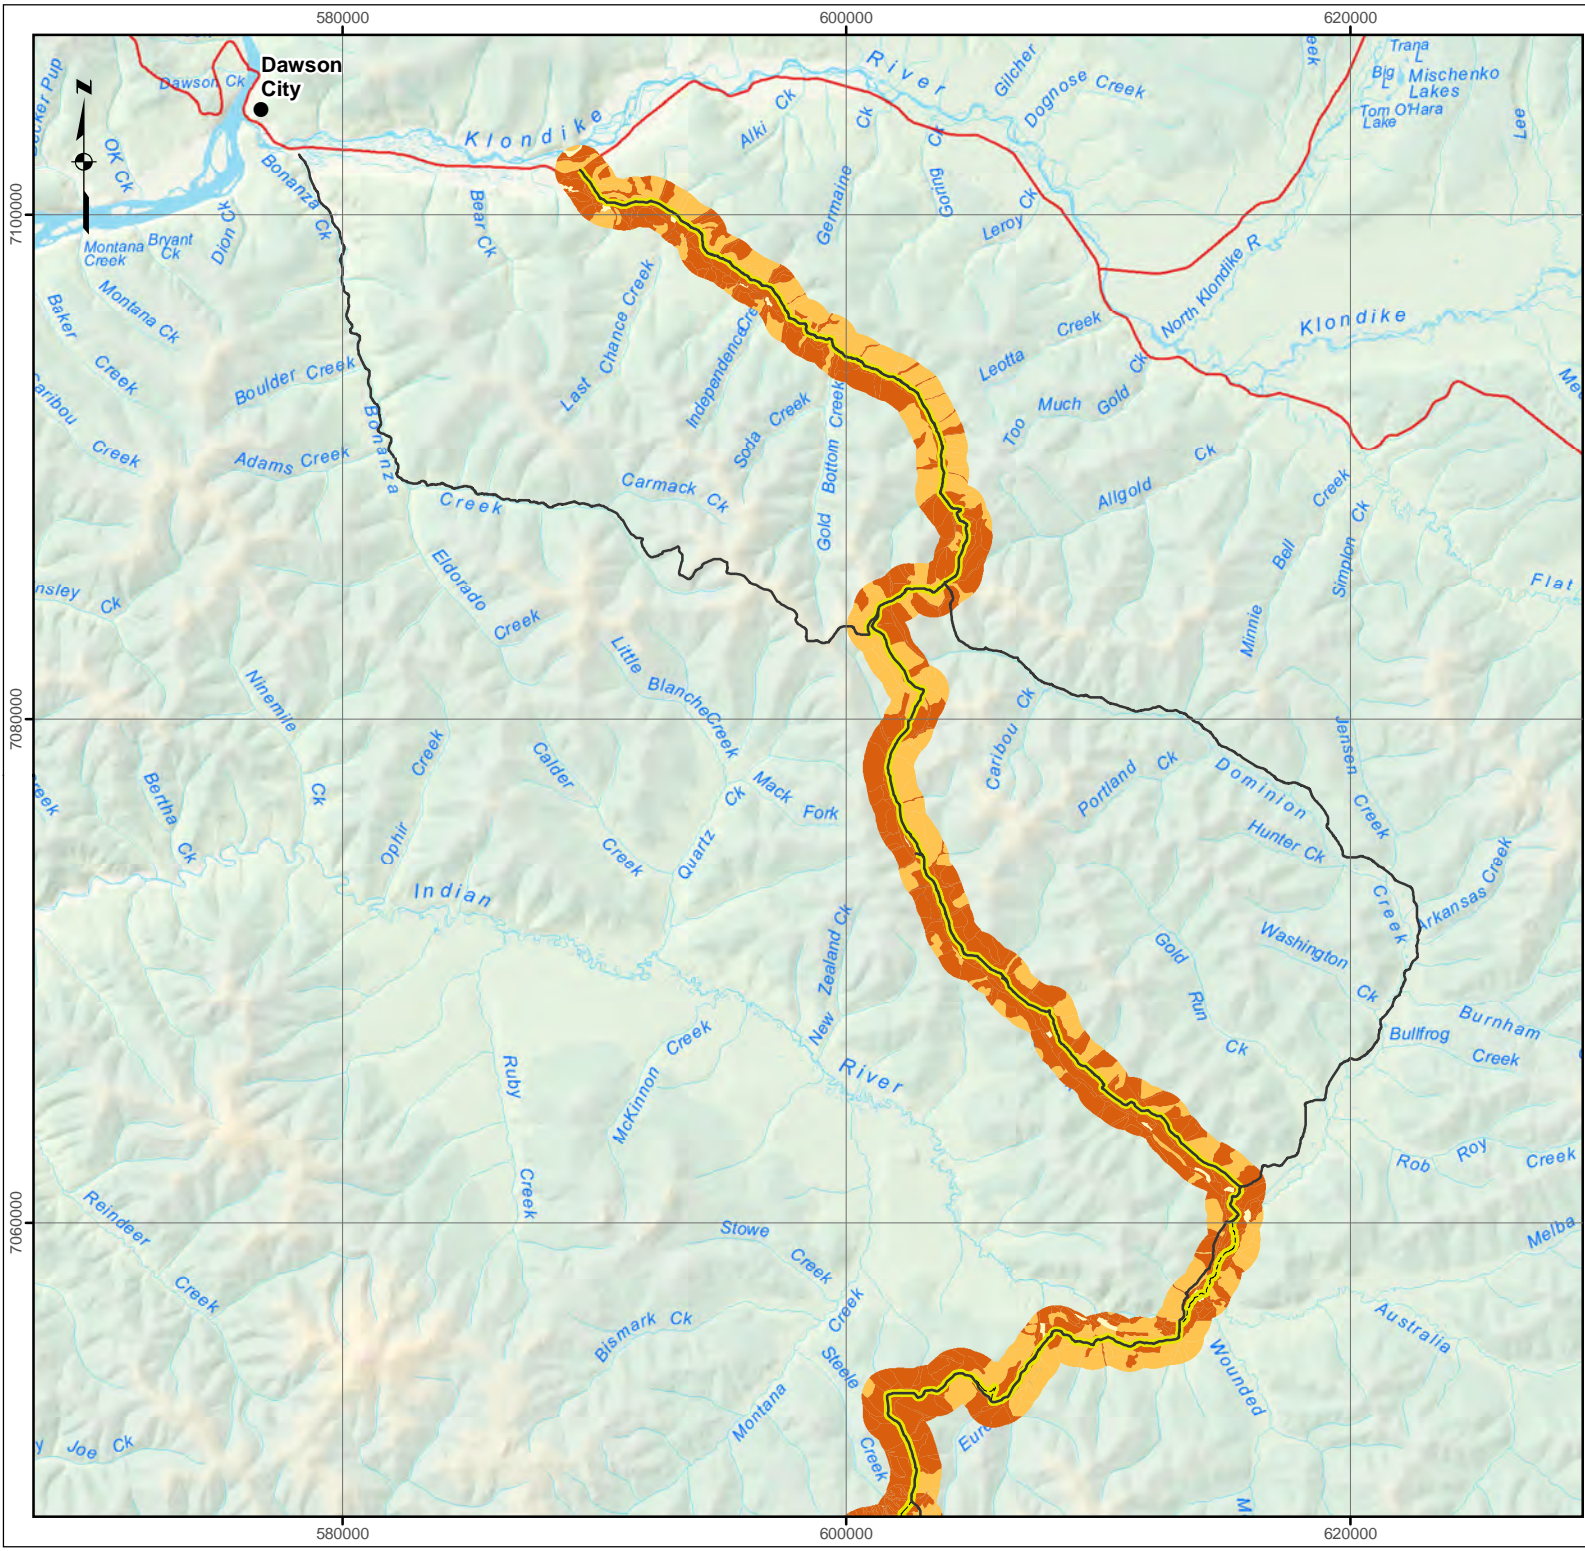 580000
600000
620000
7100000
7080000
7060000
580000
600000
620000
N
Dawson
City
Dawson Ck
OK Ck
Bonanza Ck
Klondike
River
Alki Ck
Ck
Gilcher
Dognose Creek
Trana
L
Big
L
Mischenko
Lakes
Tom O'Hara
Lake
Lee
Montana
Creek
Bryant
Ck
Dion Ck
Bear Ck
Germaine
Goring
Ck
Leroy Ck
North Klondike R
Klondike
Baker
Creek
Montana Ck
Boulder Creek
Last Chance Creek
Independence
Soda Creek
Gold Bottom Creek
Leotta Creek
Too Much Gold Ck
Creek
Adams Creek
Bonanza
Creek
Carmack Ck
Allgold Ck
Minnie Bell Creek
Simplon Ck
Flat
Ck
Eldorado
Creek
Ninemile
Ck
Little
Blanche Creek
Mack
Fork
Caribou Ck
Portland Ck
Dominion
Creek
Jensen
Creek
Hunter Ck
Arkansas Creek
Bertha
Ck
Ophir Creek
Calder
Creek
Quartz Ck
Indian
River
New Zealand Ck
Gold
Run
Ck
Washington
Ck
Burnham
Bullfrog
Creek
Ruby
Creek
McKinnon Creek
Rob Roy Creek
Melba
Reindeer
Creek
Stowe
Creek
Bismark Ck
Montana Creek
Steele
Creek
Australia
Wounded
M
Joe Ck